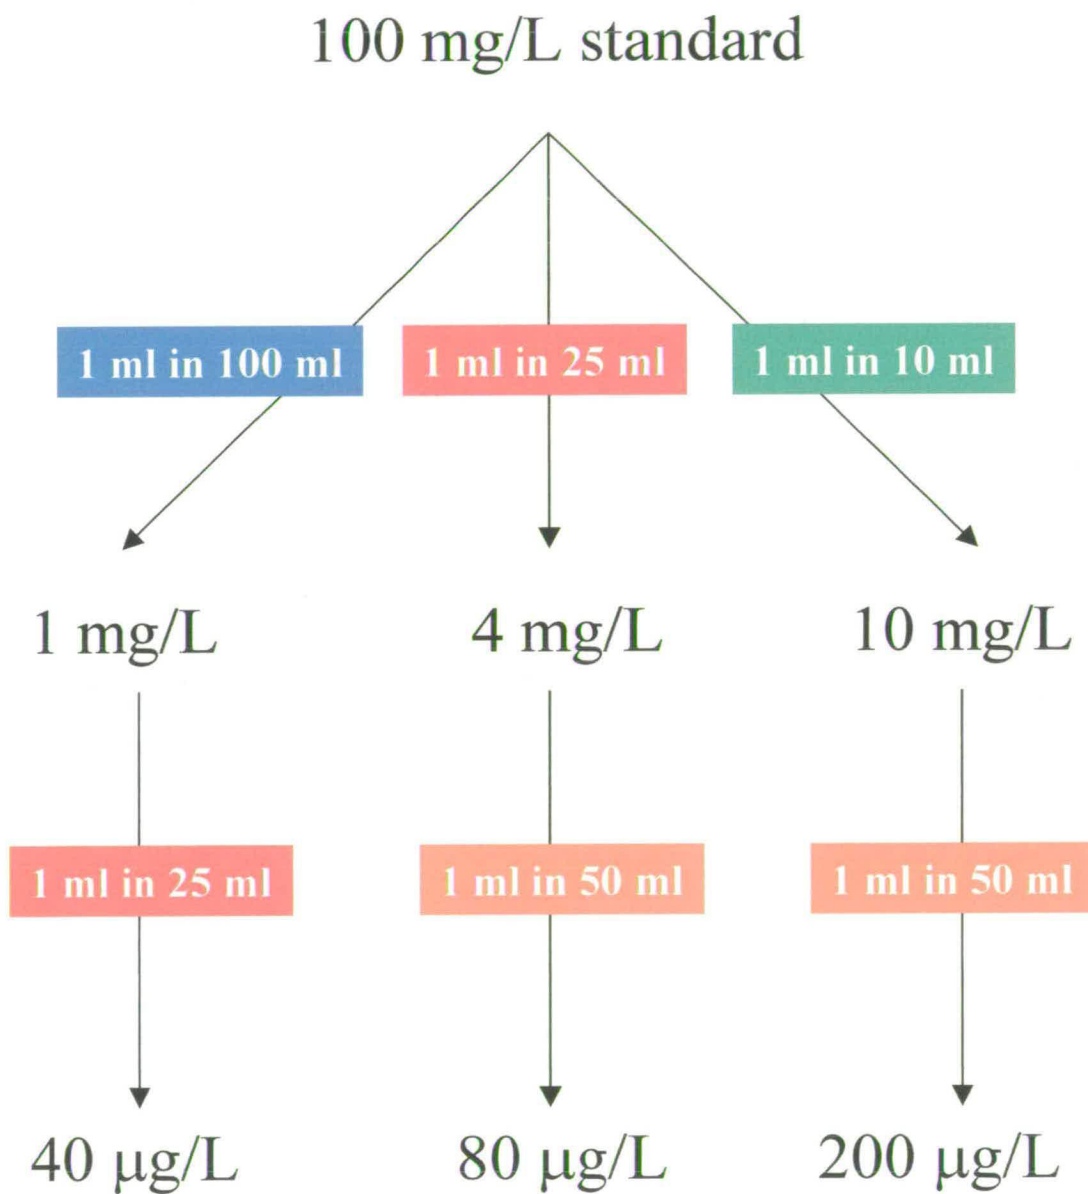 100 mg/L standard
1 ml in 100 ml
1 ml in 25 ml
1 ml in 10 ml
1 mg/L
4 mg/L
10 mg/L
1 ml in 25 ml
1 ml in 50 ml
1 ml in 50 ml
40 μg/L
80 μg/L
200 μg/L